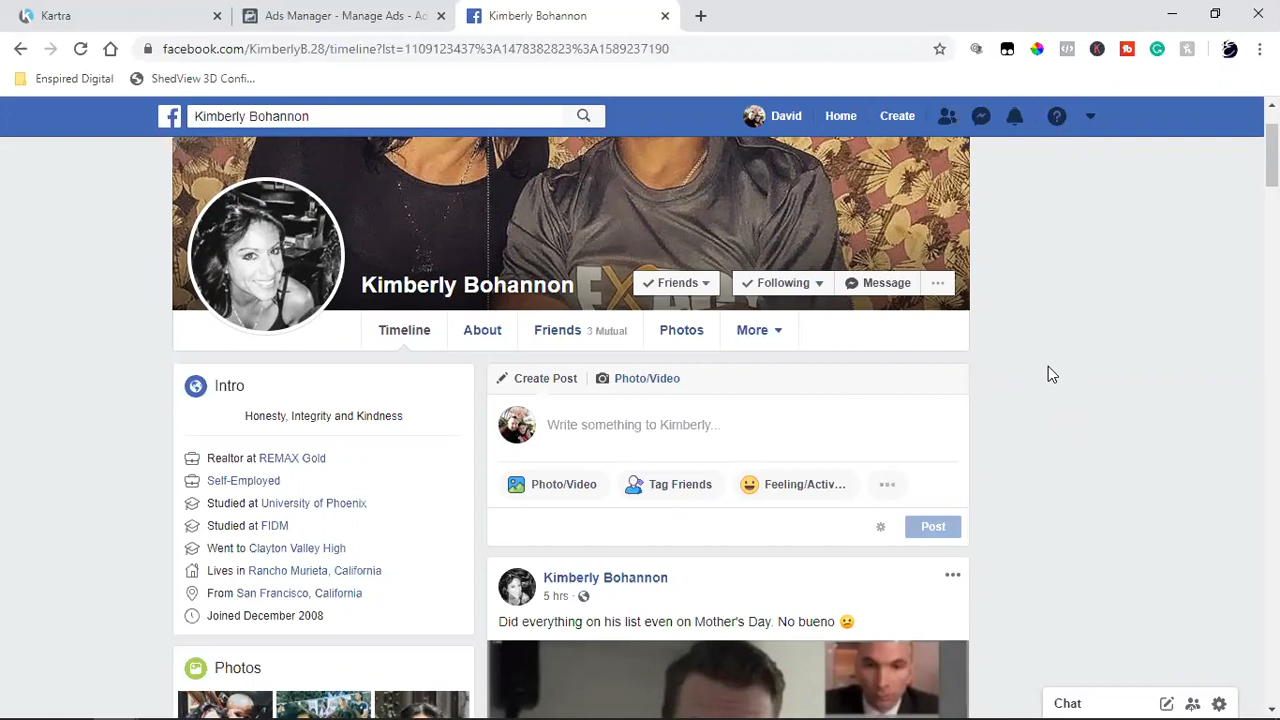 Kartra
Ads Manager - Manage Ads - Ad
Kimberly Bohannon
facebook.com/KimberlyB.28/timeline?lst=1109123437%3A1478382823%3A1589237190
Enspired Digital
ShedView 3D Confi...
Kimberly Bohannon
David
Home
Create
Kimberly Bohannon
Friends
Following
Message
Timeline
About
Friends 3 Mutual
Photos
More
Intro
Honesty, Integrity and Kindness
Realtor at REMAX Gold
Self-Employed
Studied at University of Phoenix
Studied at FIDM
Went to Clayton Valley High
Lives in Rancho Murieta, California
From San Francisco, California
Joined December 2008
Photos
Create Post
Photo/Video
Write something to Kimberly...
Photo/Video
Tag Friends
Feeling/Activ...
Post
Kimberly Bohannon
5 hrs ·
Did everything on his list even on Mother's Day. No bueno 😕
Chat